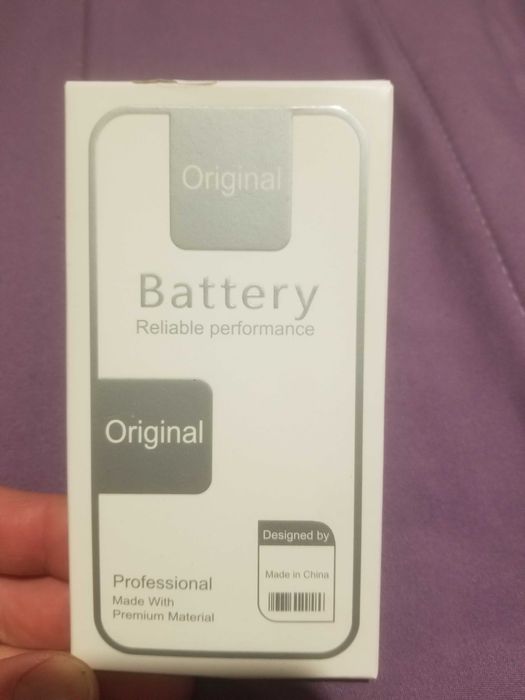 Original
Battery
Reliable performance
Original
Designed by
Made in China
Professional
Made With
Premium Material